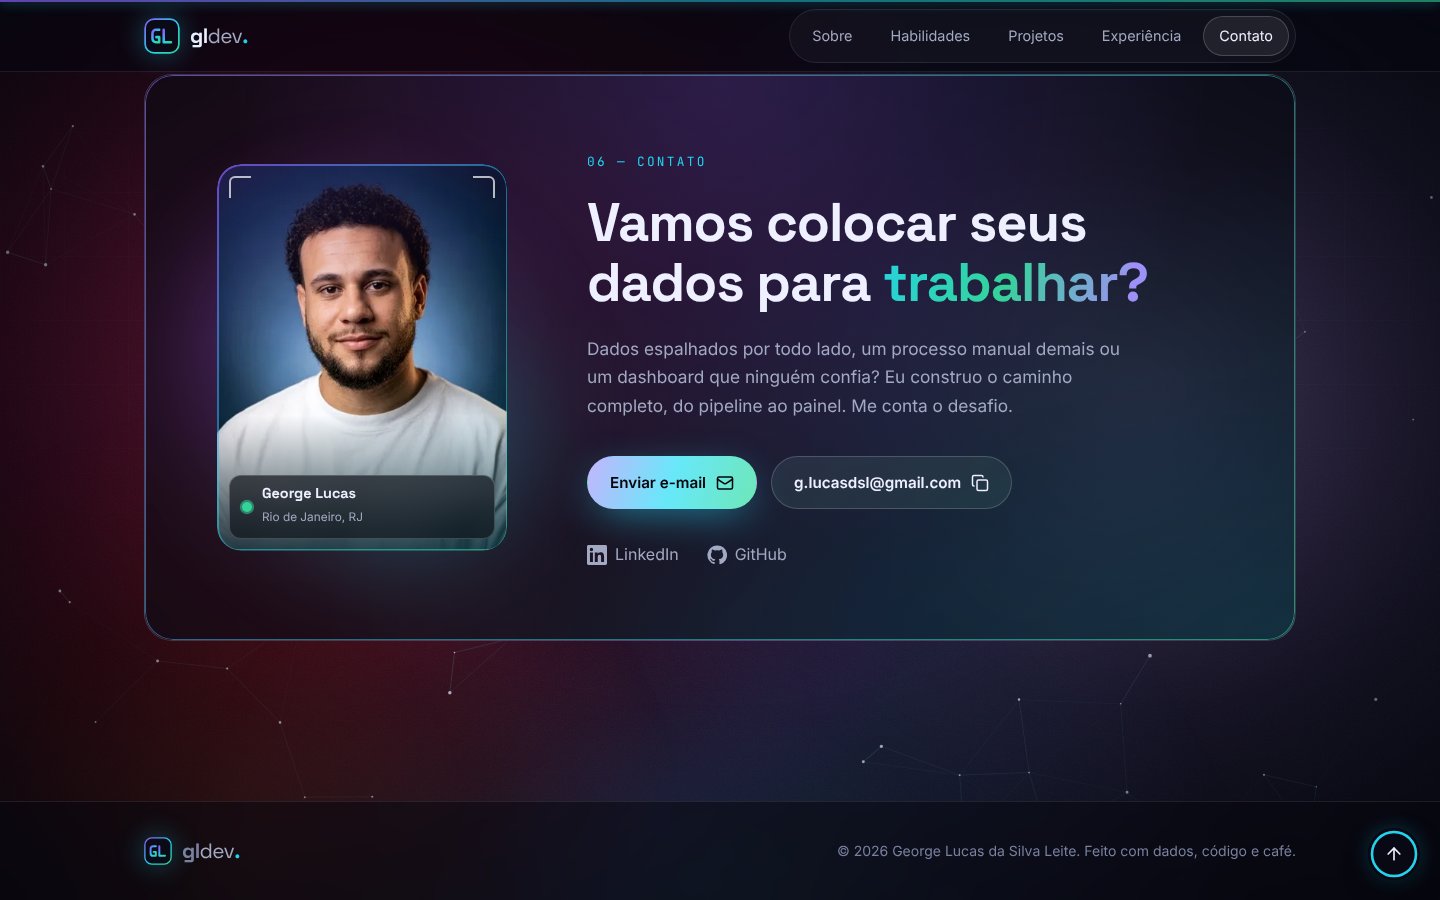 GL gldev.
Sobre
Habilidades
Projetos
Experiência
Contato
06 — CONTATO
Vamos colocar seus
dados para trabalhar?
Dados espalhados por todo lado, um processo manual demais ou
um dashboard que ninguém confia? Eu construo o caminho
completo, do pipeline ao painel. Me conta o desafio.
Enviar e-mail
g.lucasdsl@gmail.com
LinkedIn
GitHub
George Lucas
Rio de Janeiro, RJ
GL gldev.
© 2026 George Lucas da Silva Leite. Feito com dados, código e café.